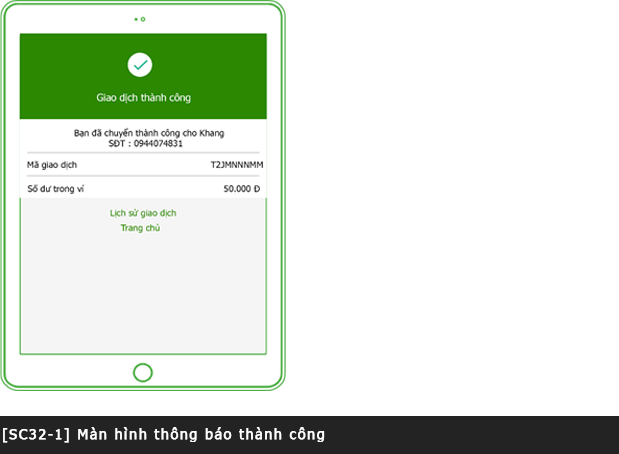 Giao dịch thành công
Bạn đã chuyển thành công cho Khang
SĐT : 0944074831
Mã giao dịch T2JMNNNMM
Số dư trong ví 50.000 Đ
Lịch sử giao dịch
Trang chủ
[SC32-1] Màn hình thông báo thành công